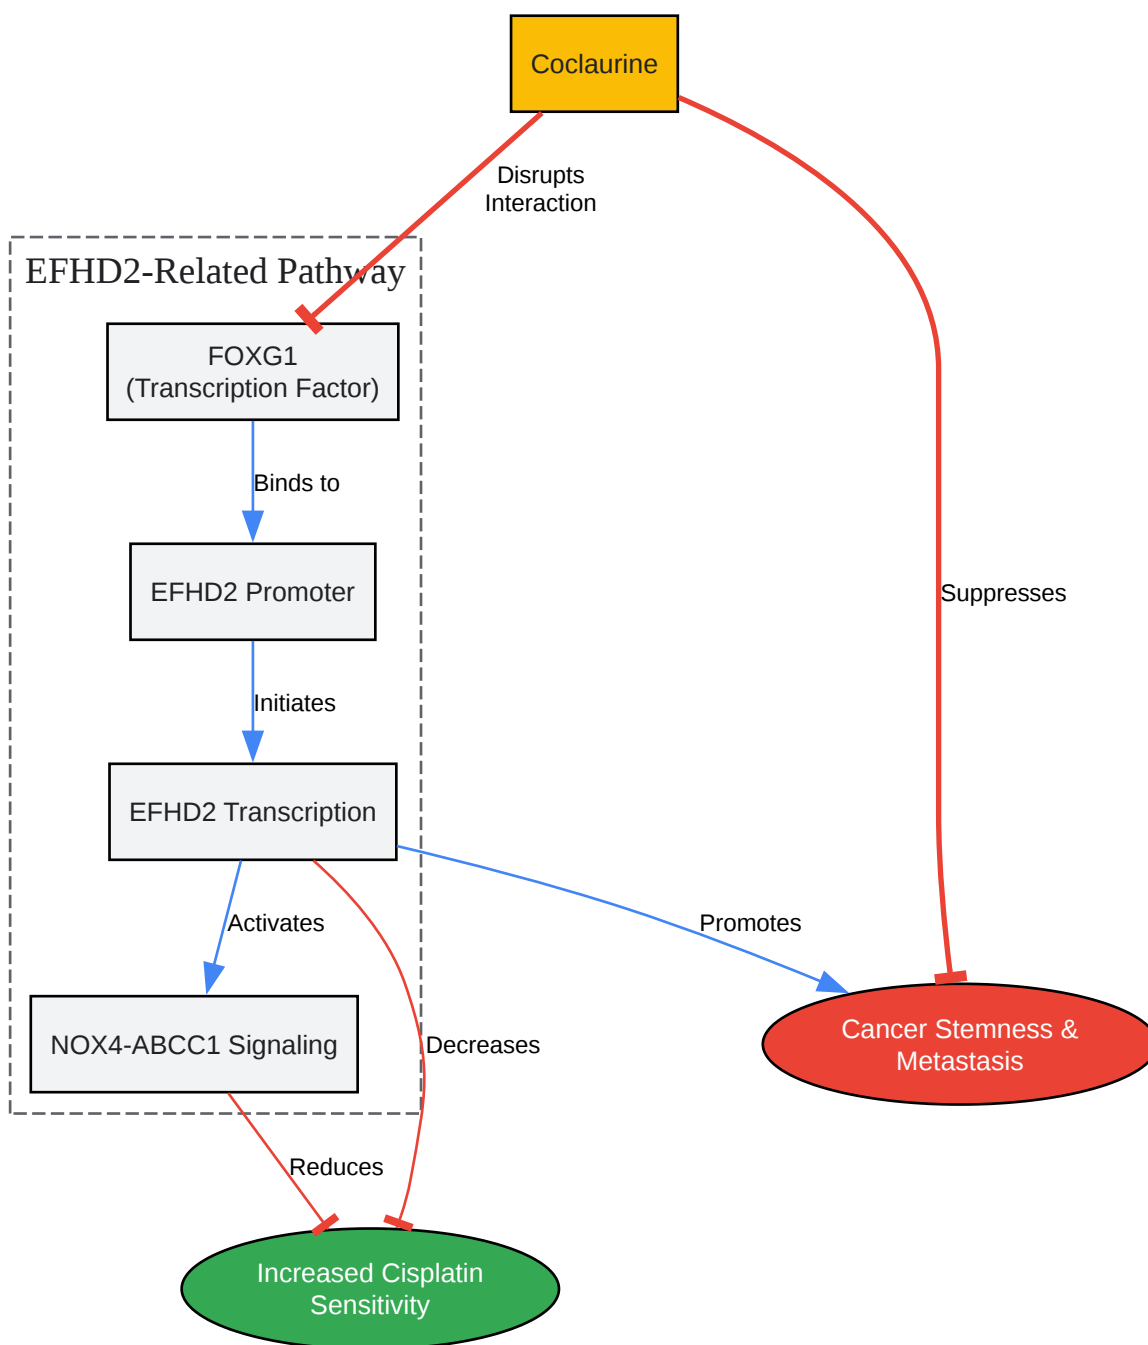 Coclaurine
Disrupts
Interaction
EFHD2-Related Pathway
FOXG1
(Transcription Factor)
Binds to
EFHD2 Promoter
Suppresses
Initiates
EFHD2 Transcription
Activates
Promotes
NOX4-ABCC1 Signaling
Decreases
Cancer Stemness &
Metastasis
Reduces
Increased Cisplatin
Sensitivity